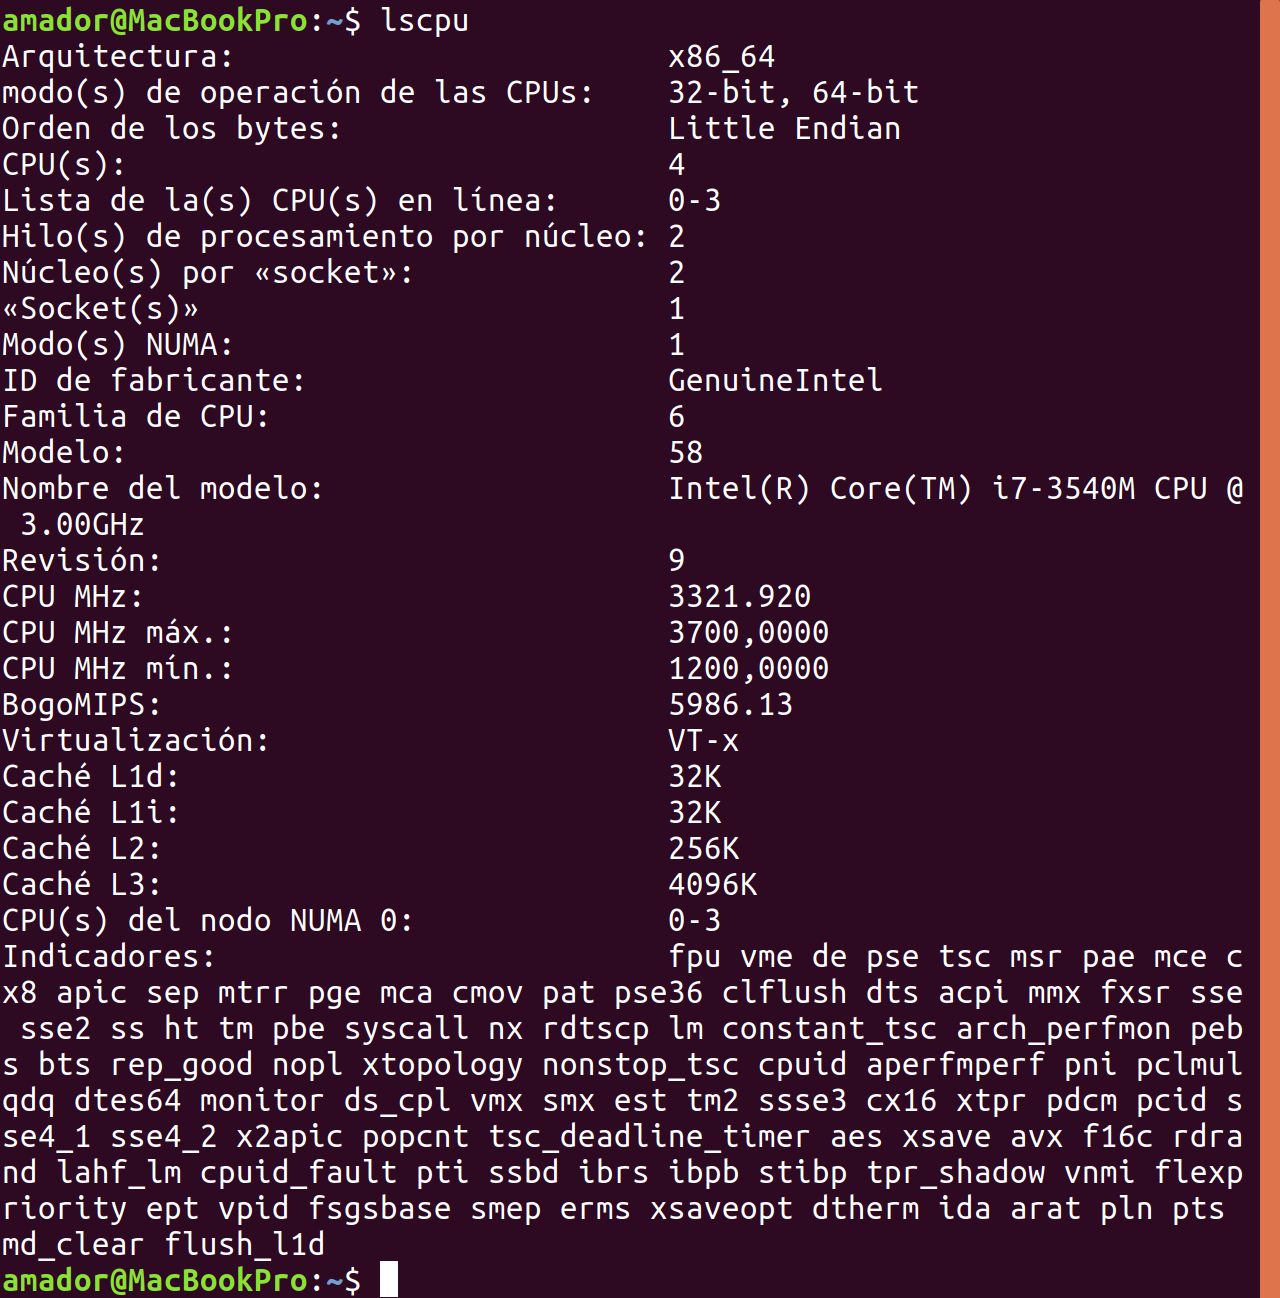 amador@MacBookPro:~$ lscpu
Arquitectura: x86_64
modo(s) de operación de las CPUs: 32-bit, 64-bit
Orden de los bytes: Little Endian
CPU(s): 4
Lista de la(s) CPU(s) en línea: 0-3
Hilo(s) de procesamiento por núcleo: 2
Núcleo(s) por «socket»: 2
«Socket(s)» 1
Modo(s) NUMA: 1
ID de fabricante: GenuineIntel
Familia de CPU: 6
Modelo: 58
Nombre del modelo: Intel(R) Core(TM) i7-3540M CPU @
3.00GHz
Revisión: 9
CPU MHz: 3321.920
CPU MHz máx.: 3700,0000
CPU MHz mín.: 1200,0000
BogoMIPS: 5986.13
Virtualización: VT-x
Caché L1d: 32K
Caché L1i: 32K
Caché L2: 256K
Caché L3: 4096K
CPU(s) del nodo NUMA 0: 0-3
Indicadores: fpu vme de pse tsc msr pae mce c
x8 apic sep mtrr pge mca cmov pat pse36 clflush dts acpi mmx fxsr sse
sse2 ss ht tm pbe syscall nx rdtscp lm constant_tsc arch_perfmon peb
s bts rep_good nopl xtopology nonstop_tsc cpuid aperfmperf pni pclmul
qdq dtes64 monitor ds_cpl vmx smx est tm2 ssse3 cx16 xtpr pdcm pcid s
se4_1 sse4_2 x2apic popcnt tsc_deadline_timer aes xsave avx f16c rdra
nd lahf_lm cpuid_fault pti ssbd ibrs ibpb stibp tpr_shadow vnmi flexp
riority ept vpid fsgsbase smep erms xsaveopt dtherm ida arat pln pts
md_clear flush_l1d
amador@MacBookPro:~$